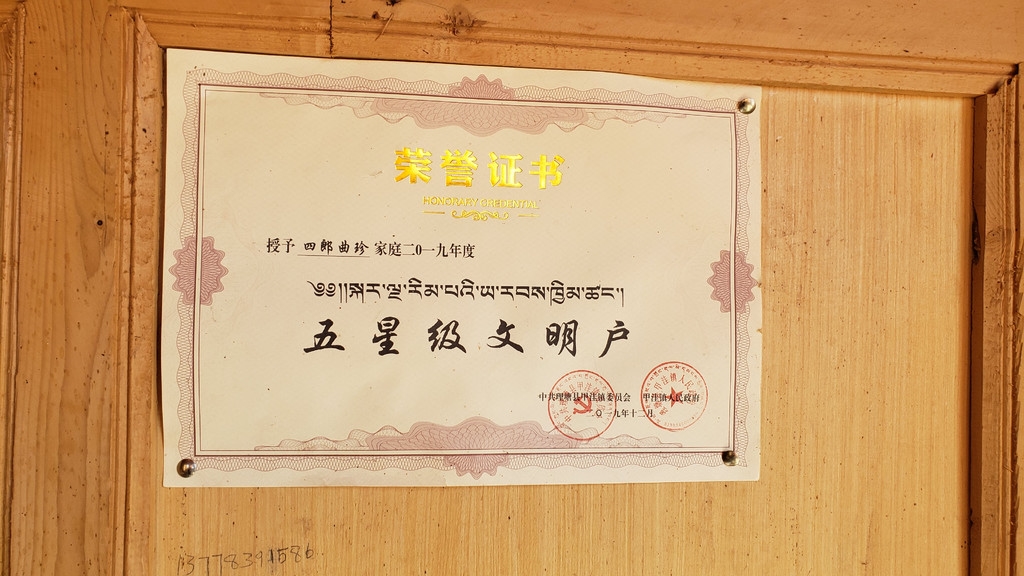 荣誉证书
HONORARY CREDENTIAL
授予 四郎曲珍 家庭二0一九年度
༄༅།།སྐར་ལྔ་རིམ་པའི་ཡ་རབས་ཁྱིམ་ཚང་།
五星级文明户
中共理塘县甲洼镇委员会 甲洼镇人民政府
二0一九年十二月
13778391586